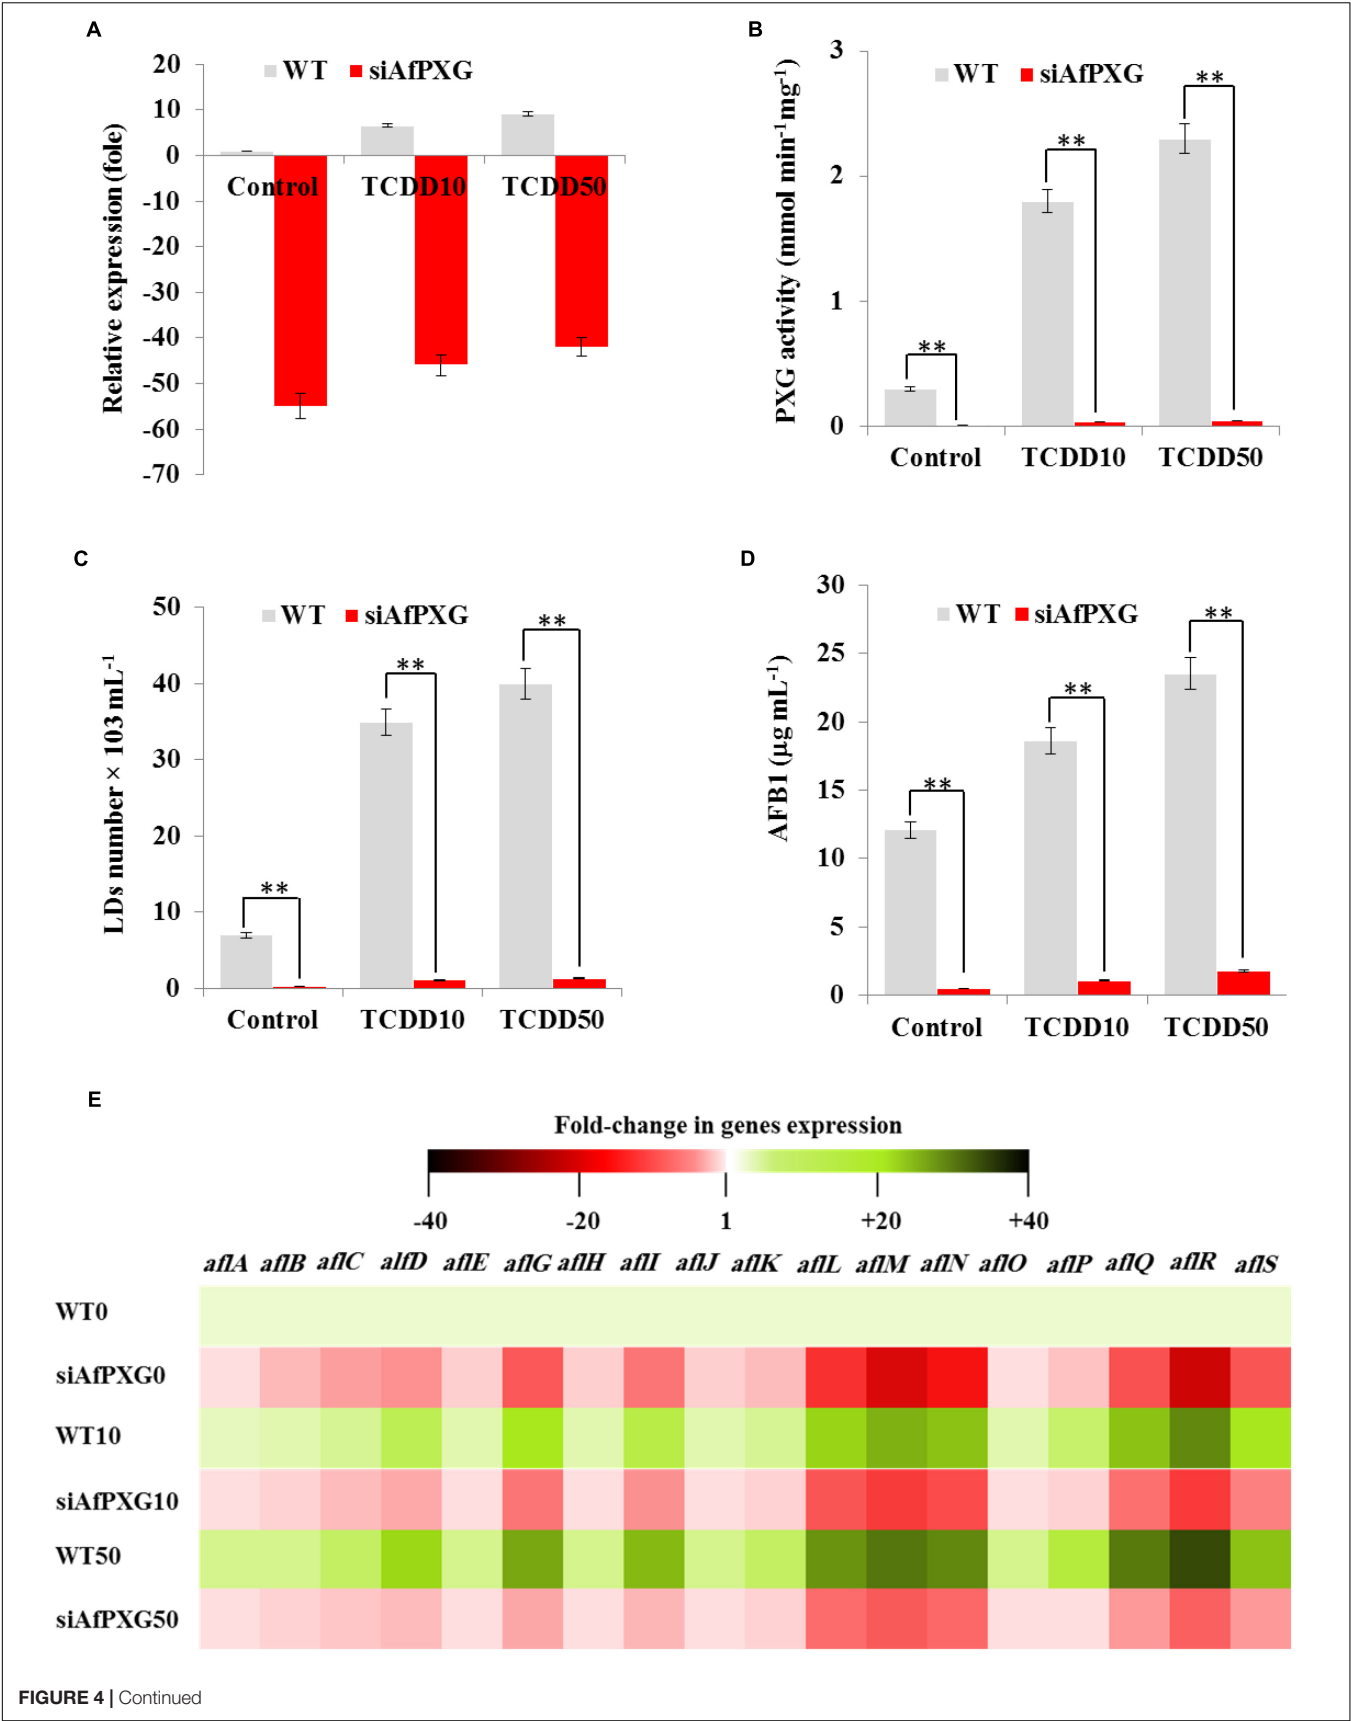 A
20
10
0
-10
-20
-30
-40
-50
-60
-70
Relative expression (fole)
WT siAfPXG
Control TCDD10 TCDD50
B
3
2
1
0
PXG activity (mmol min-1mg-1)
WT siAfPXG
** ** **
Control TCDD10 TCDD50
C
50
40
30
20
10
0
LDs number × 103 mL-1
WT siAfPXG
** ** **
Control TCDD10 TCDD50
D
30
25
20
15
10
5
0
AFB1 (µg mL-1)
WT siAfPXG
** ** **
Control TCDD10 TCDD50
E
Fold-change in genes expression
-40 -20 1 +20 +40
aflA aflB aflC alfD aflE aflG aflH aflI aflJ aflK aflL aflM aflN aflO aflP aflQ aflR aflS
WT0
siAfPXG0
WT10
siAfPXG10
WT50
siAfPXG50
FIGURE 4 | Continued